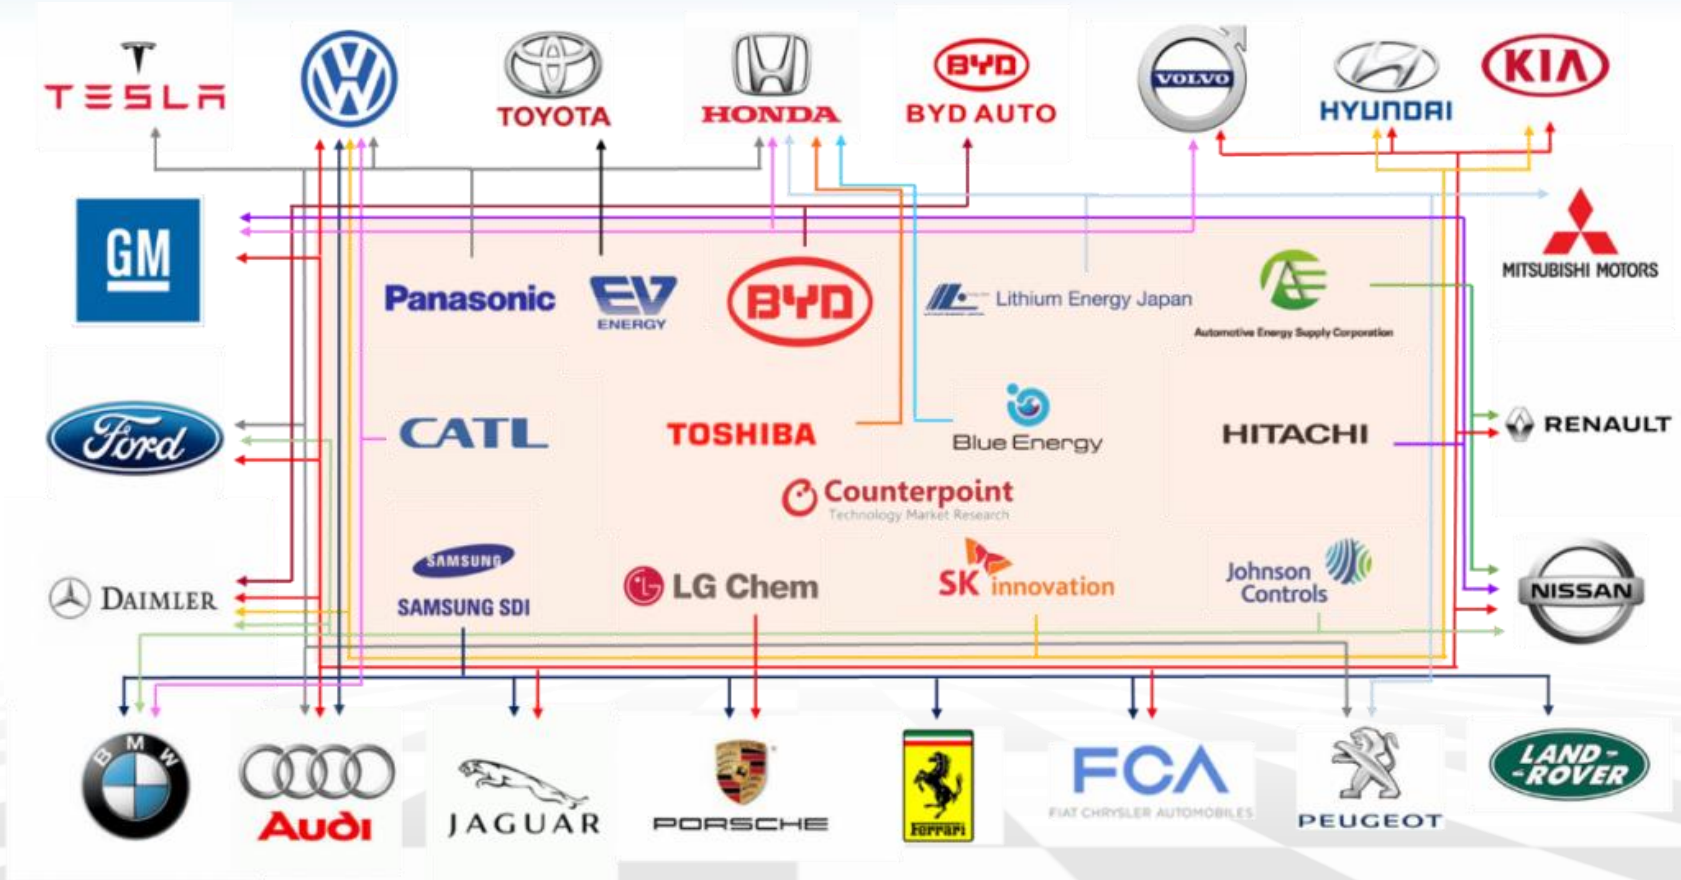 TESLA
VW
TOYOTA
HONDA
BYD
BYD AUTO
VOLVO
HYUNDAI
KIA
GM
MITSUBISHI MOTORS
Panasonic
EV
ENERGY
BYD
Lithium Energy Japan
Automotive Energy Supply Corporation
Ford
CATL
TOSHIBA
Blue Energy
HITACHI
RENAULT
Counterpoint
Technology Market Research
DAIMLER
SAMSUNG
SAMSUNG SDI
LG Chem
SK innovation
Johnson
Controls
NISSAN
BMW
Audi
JAGUAR
PORSCHE
Ferrari
FCA
FIAT CHRYSLER AUTOMOBILES
PEUGEOT
LAND-
-ROVER